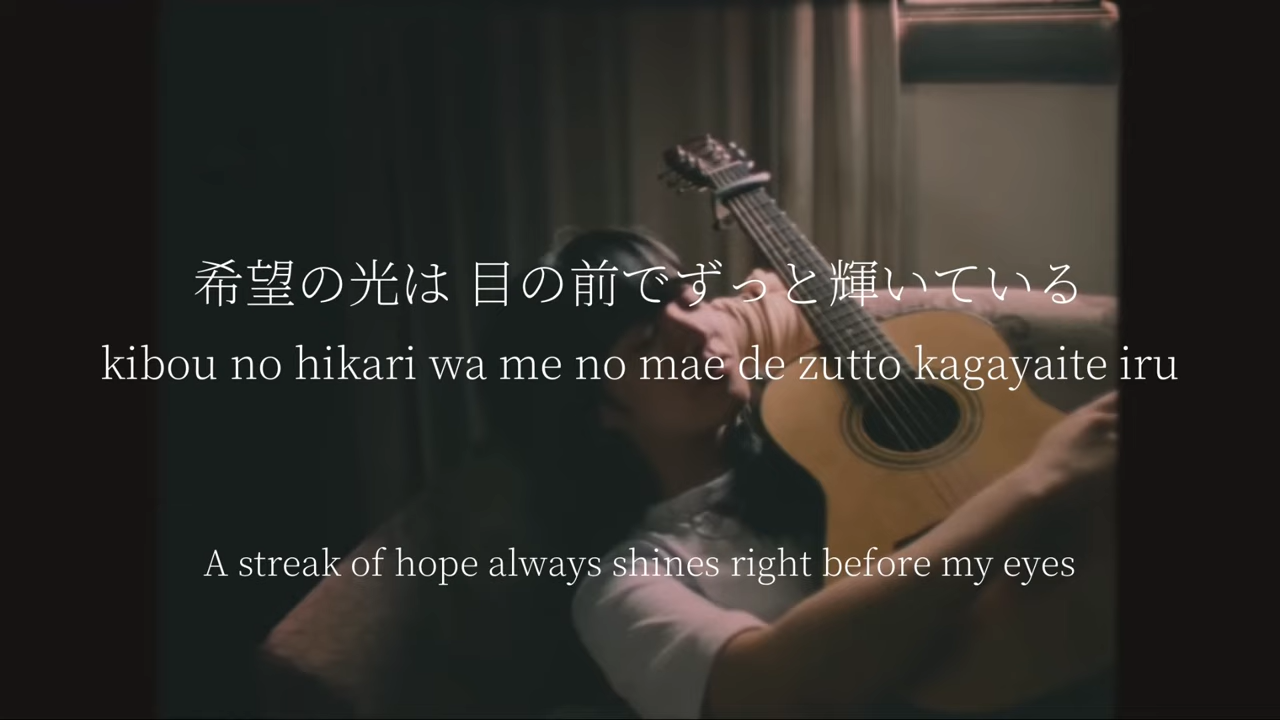 希望の光は 目の前でずっと輝いている
kibou no hikari wa me no mae de zutto kagayaite iru
A streak of hope always shines right before my eyes